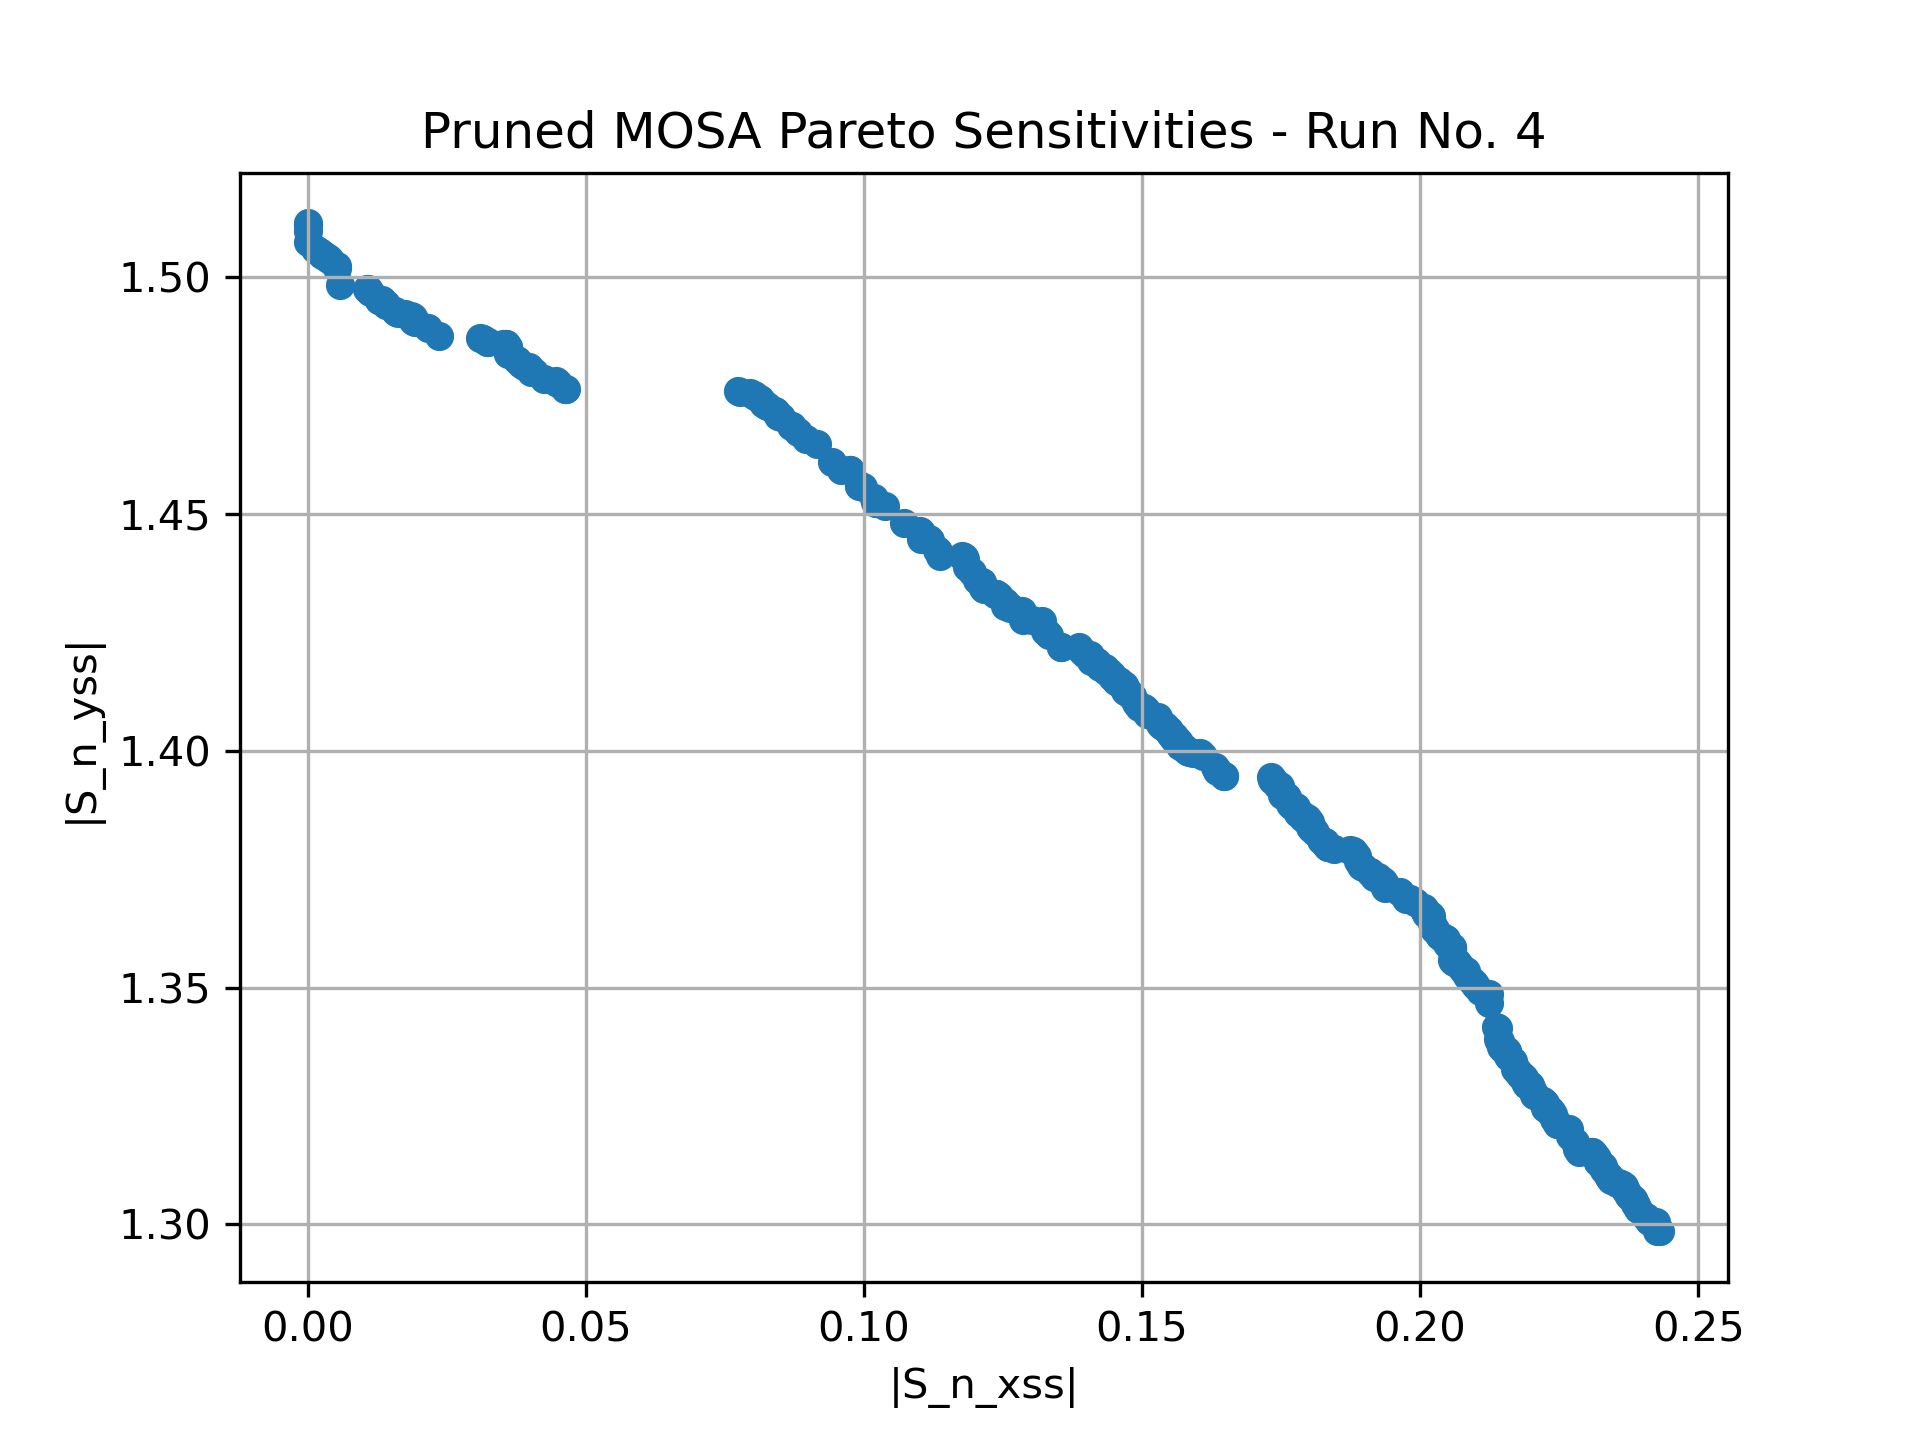 Pruned MOSA Pareto Sensitivities - Run No. 4
1.50
1.45
1.40
1.35
1.30
|S_n_yss|
0.00 0.05 0.10 0.15 0.20 0.25
|S_n_xss|